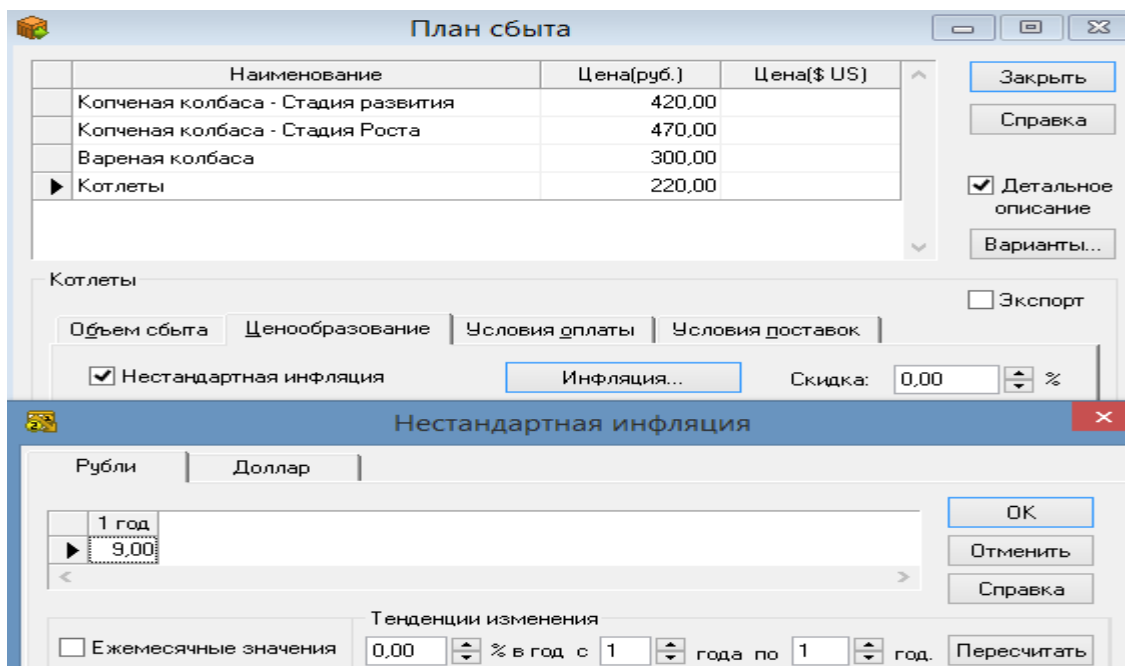 План сбыта
Наименование Цена(руб.) Цена($ US)
Закрыть
Копченая колбаса - Стадия развития 420,00
Справка
Копченая колбаса - Стадия Роста 470,00
Вареная колбаса 300,00
Котлеты 220,00
Детальное
описание
Варианты...
Котлеты
Экспорт
Объем сбыта Ценообразование Условия оплаты Условия поставок
Нестандартная инфляция Инфляция... Скидка: 0,00 %
Нестандартная инфляция
Рубли Доллар
1 год
OK
9,00
Отменить
Справка
Тенденции изменения
Ежемесячные значения 0,00 % в год с 1 года по 1 год. Пересчитать